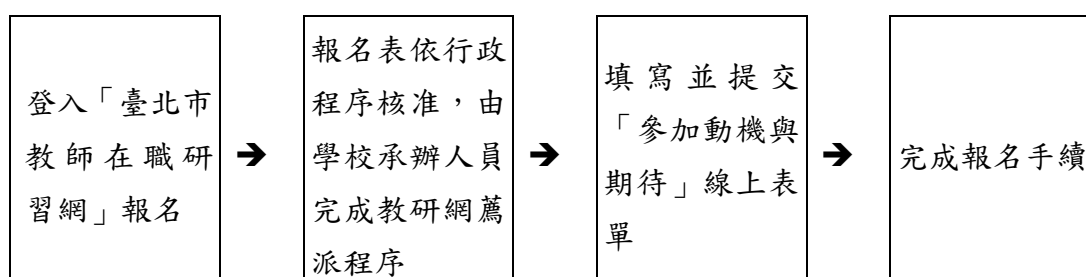 登入「臺北市
教師在職研
習網」報名
➔
報名表依行政
程序核准，由
學校承辦人員
完成教研網薦
派程序
➔
填寫並提交
「參加動機與
期待」線上表
單
➔
完成報名手續